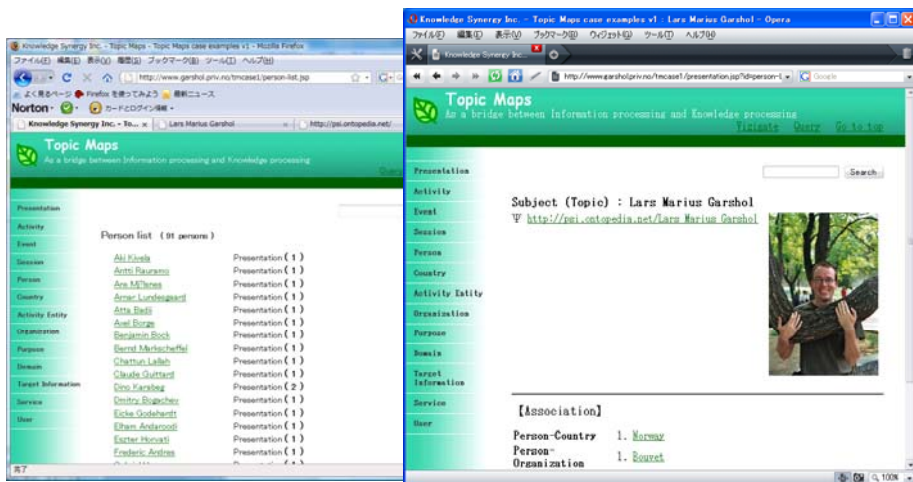 Knowledge Synergy Inc. - Topic Maps - Topic Maps case examples v1 - Mozilla Firefox
ファイル(F) 編集(E) 表示(V) 履歴(S) ブックマーク(B) ツール(T) ヘルプ(H)
http://www.garshol.priv.no/tmcase1/person-list.jsp
よく見るページ Firefox を使ってみよう 最新ニュース
Norton カードとログイン情報
Knowledge Synergy Inc. - To... Lars Marius Garshol http://psi.ontopedia.net/
Topic Maps
As a bridge between Information processing and Knowledge processing
Query
Presentation
Activity
Event
Session
Person
Country
Activity Entity
Organization
Purpose
Domain
Target Information
Service
User
Person list ( 91 persons )
Aki Kivela Presentation ( 1 )
Antti Rauramo Presentation ( 1 )
Presentation ( 1 )
Arnar Lundesgaard Presentation ( 1 )
Atta Badii Presentation ( 1 )
Axel Borge Presentation ( 1 )
Benjamin Bock Presentation ( 1 )
Bernd Markscheffel Presentation ( 1 )
Chattun Lallah Presentation ( 1 )
Claude Guittard Presentation ( 1 )
Dino Karabeg Presentation ( 2 )
Dmitry Bogachev Presentation ( 1 )
Eicke Godehardt Presentation ( 1 )
Elham Andaroodi Presentation ( 1 )
Eszter Horvati Presentation ( 1 )
Frederic Andres Presentation ( 1 )
完了
Knowledge Synergy Inc. - Topic Maps case examples v1 : Lars Marius Garshol - Opera
ファイル(F) 編集(E) 表示(V) ブックマーク(B) ウィジェット(W) ツール(T) ヘルプ(H)
Knowledge Synergy Inc...
http://www.garshol.priv.no/tmcase1/presentation.jsp?id=person-L
Google
Topic Maps
As a bridge between Information processing and Knowledge processing
Vizigate Query Go to top
Search
Presentation
Activity
Event
Session
Person
Country
Activity Entity
Organization
Purpose
Domain
Target
Information
Service
User
Subject (Topic) : Lars Marius Garshol
Ψ http://psi.ontopedia.net/Lars_Marius_Garshol
【Association】
Person-Country 1. Norway
Person-
Organization 1. Bouvet
100%